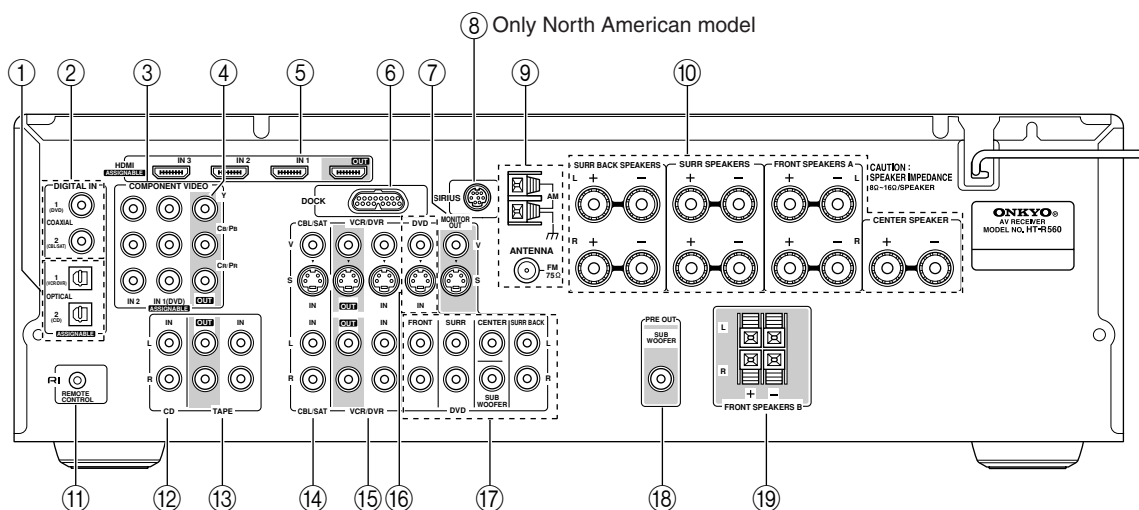 ⑧ Only North American model
① ② ③ ④ ⑤ ⑥ ⑦ ⑨ ⑩
HDMI
ASSIGNABLE
IN 3
IN 2
IN 1
OUT
DIGITAL IN
1
(DVD)
COAXIAL
2
(CBL/SAT)
1
(VCR/DVR)
OPTICAL
2
(CD)
ASSIGNABLE
COMPONENT VIDEO
Y
CB/PB
CR/PR
IN 2
IN 1(DVD)
ASSIGNABLE
OUT
DOCK
SIRIUS
AM
ANTENNA
FM
75Ω
CBL/SAT
VCR/DVR
DVD
MONITOR
OUT
V
V
S
S
IN
OUT
IN
IN
SURR BACK SPEAKERS
SURR SPEAKERS
FRONT SPEAKERS A
L
+ − + − + −
L
R
+ − + − + −
R
CAUTION :
SPEAKER IMPEDANCE
8Ω~16Ω/SPEAKER
CENTER SPEAKER
+ −
ONKYO®
AV RECEIVER
MODEL NO. HT-R560
IN
OUT
IN
L
R
CD
TAPE
IN
OUT
IN
L
R
CBL/SAT
VCR/DVR
FRONT
SURR
CENTER
SURR BACK
L
SUB
WOOFER
R
DVD
PRE OUT
SUB
WOOFER
L
R
+ −
FRONT SPEAKERS B
RI
REMOTE
CONTROL
⑪ ⑫ ⑬ ⑭ ⑮ ⑯ ⑰ ⑱ ⑲